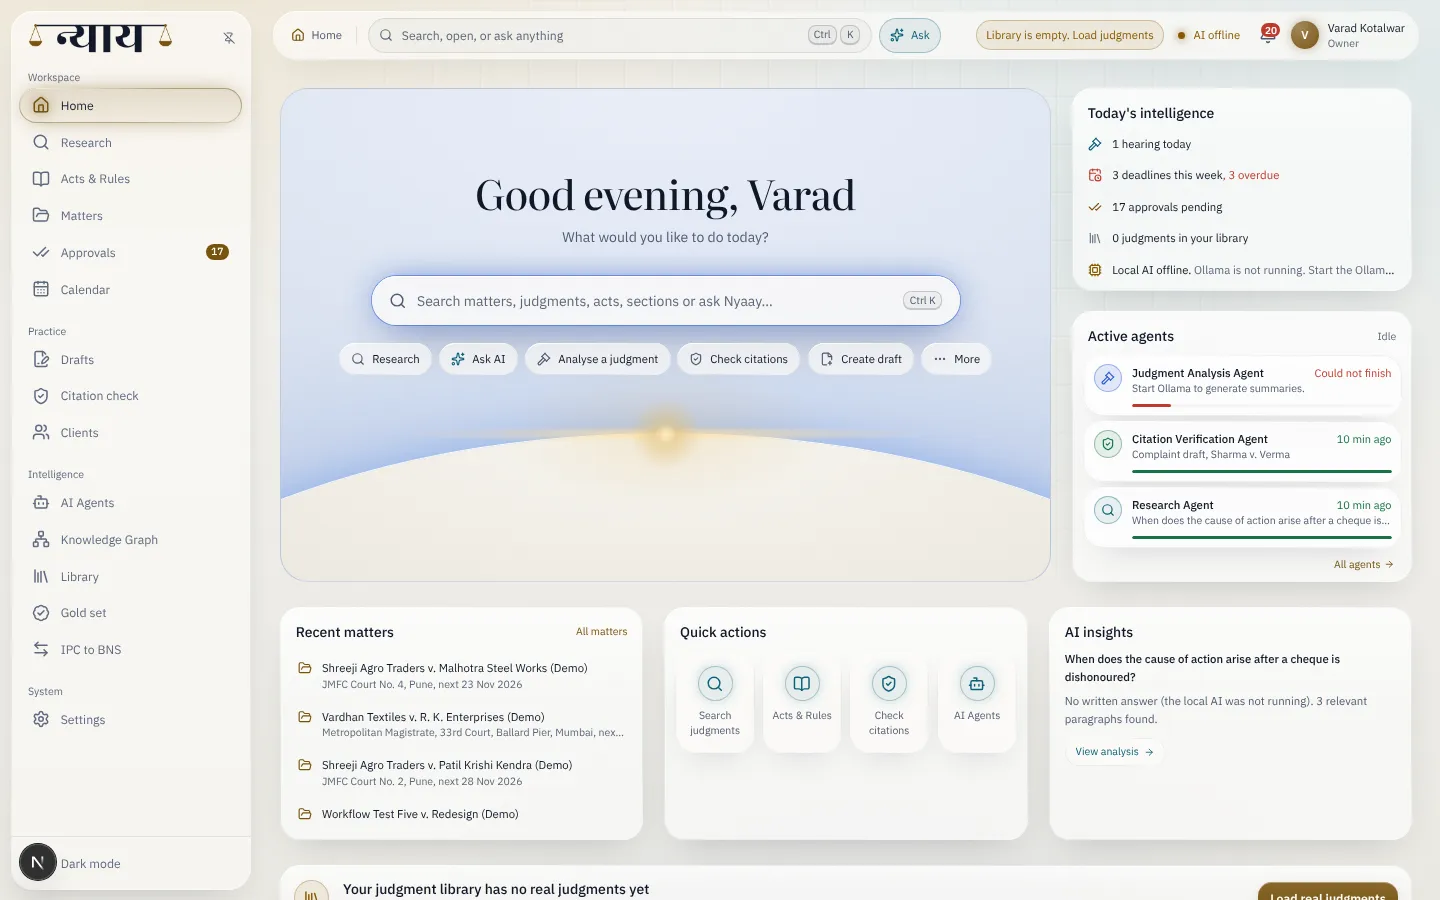 न्याय
Workspace
Home
Research
Acts & Rules
Matters
Approvals
17
Calendar
Practice
Drafts
Citation check
Clients
Intelligence
AI Agents
Knowledge Graph
Library
Gold set
IPC to BNS
System
Settings
N
Dark mode
Home
Search, open, or ask anything
Ctrl K
Ask
Library is empty. Load judgments
AI offline
20
V
Varad Kotalwar
Owner
Good evening, Varad
What would you like to do today?
Search matters, judgments, acts, sections or ask Nyaay...
Ctrl K
Research
Ask AI
Analyse a judgment
Check citations
Create draft
More
Today's intelligence
1 hearing today
3 deadlines this week, 3 overdue
17 approvals pending
0 judgments in your library
Local AI offline. Ollama is not running. Start the Ollam...
Active agents
Idle
Judgment Analysis Agent
Could not finish
Start Ollama to generate summaries.
Citation Verification Agent
10 min ago
Complaint draft, Sharma v. Verma
Research Agent
10 min ago
When does the cause of action arise after a cheque is...
All agents →
Recent matters
All matters
Shreeji Agro Traders v. Malhotra Steel Works (Demo)
JMFC Court No. 4, Pune, next 23 Nov 2026
Vardhan Textiles v. R. K. Enterprises (Demo)
Metropolitan Magistrate, 33rd Court, Ballard Pier, Mumbai, nex...
Shreeji Agro Traders v. Patil Krishi Kendra (Demo)
JMFC Court No. 2, Pune, next 28 Nov 2026
Workflow Test Five v. Redesign (Demo)
Quick actions
Search
judgments
Acts & Rules
Check
citations
AI Agents
AI insights
When does the cause of action arise after a cheque is
dishonoured?
No written answer (the local AI was not running). 3 relevant
paragraphs found.
View analysis →
Your judgment library has no real judgments yet
Load real judgments